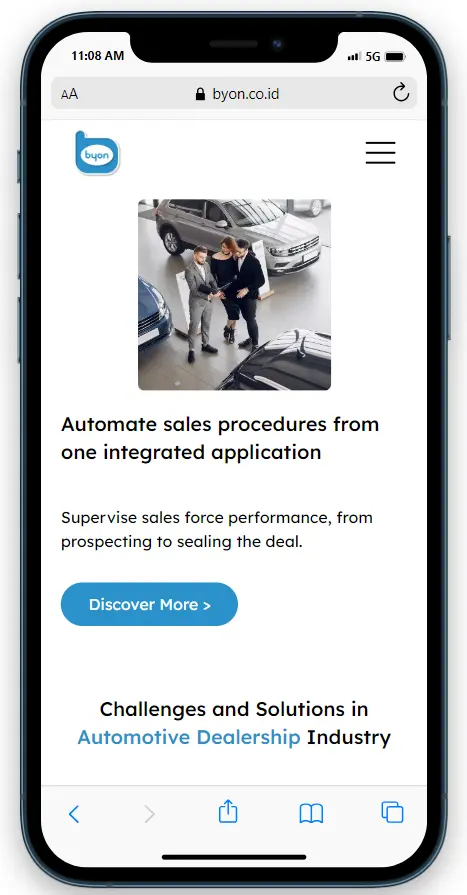 11:08 AM
5G
AA
byon.co.id
byon
Automate sales procedures from
one integrated application
Supervise sales force performance, from
prospecting to sealing the deal.
Discover More >
Challenges and Solutions in
Automotive Dealership Industry